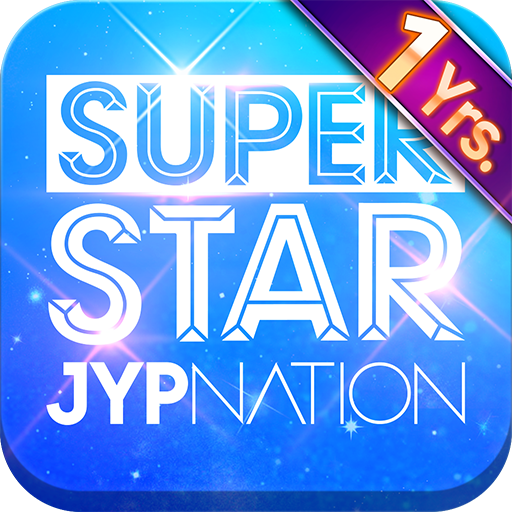 1 Yrs.
SUPER
STAR
JYPNATION